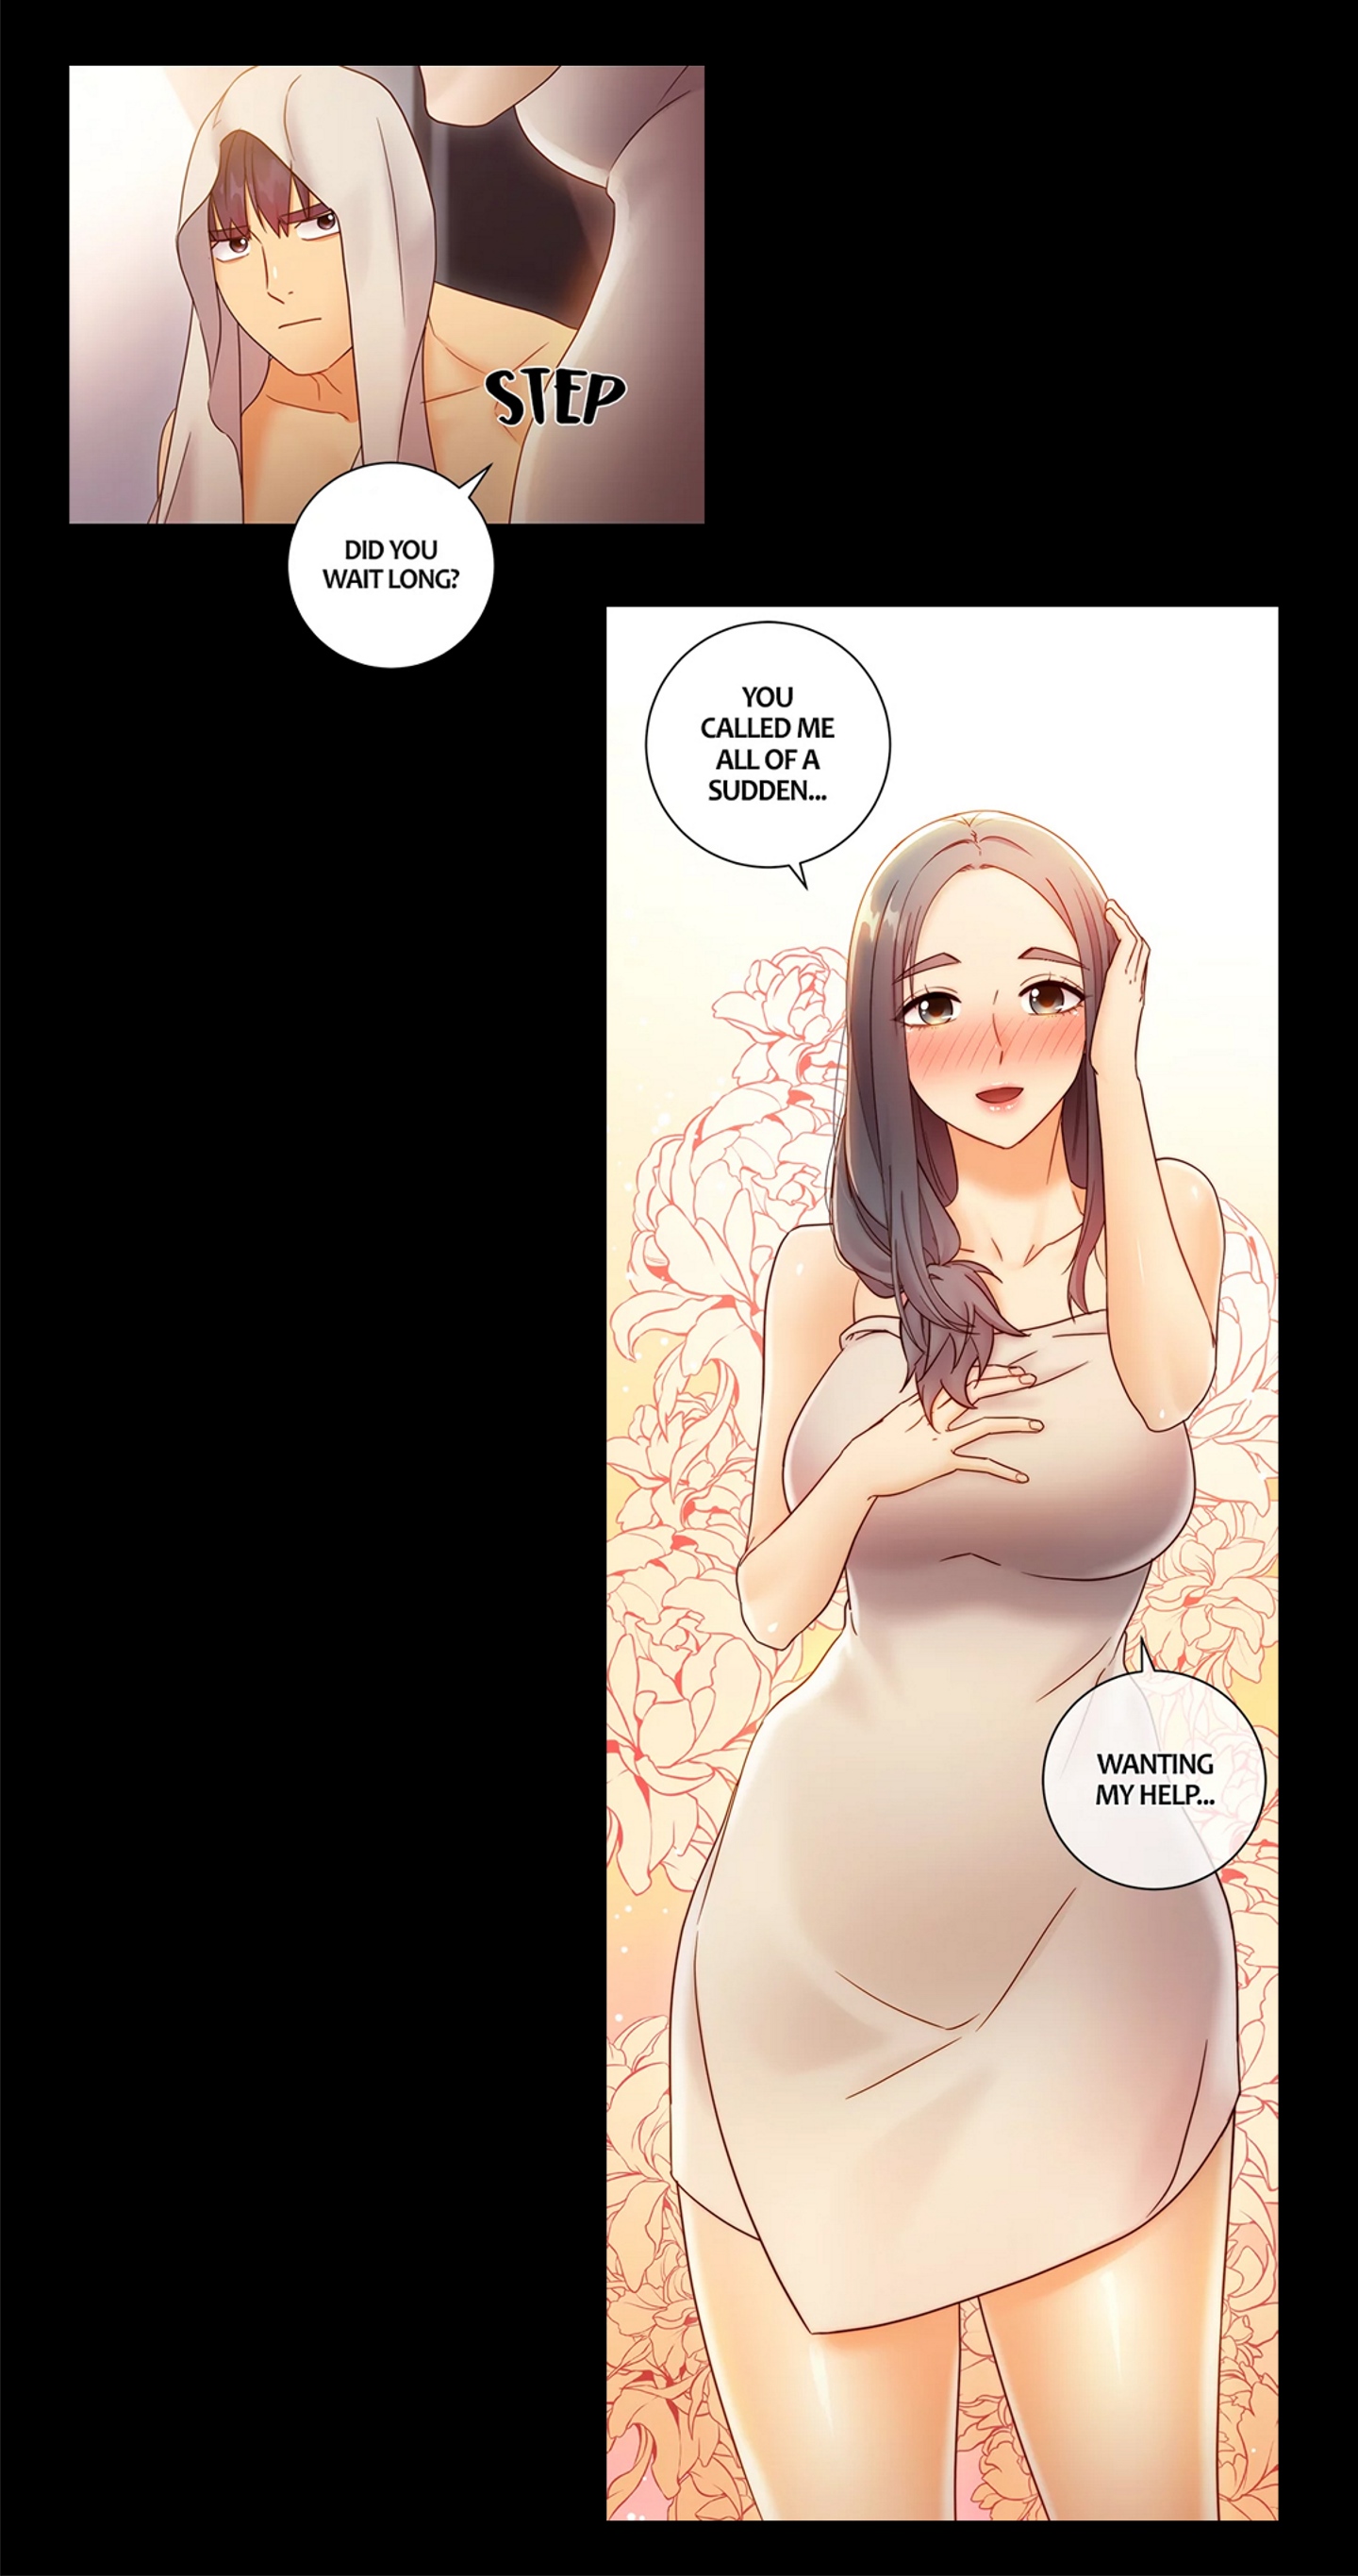 STEP
DID YOU
WAIT LONG?
YOU
CALLED ME
ALL OF A
SUDDEN...
WANTING
MY HELP...